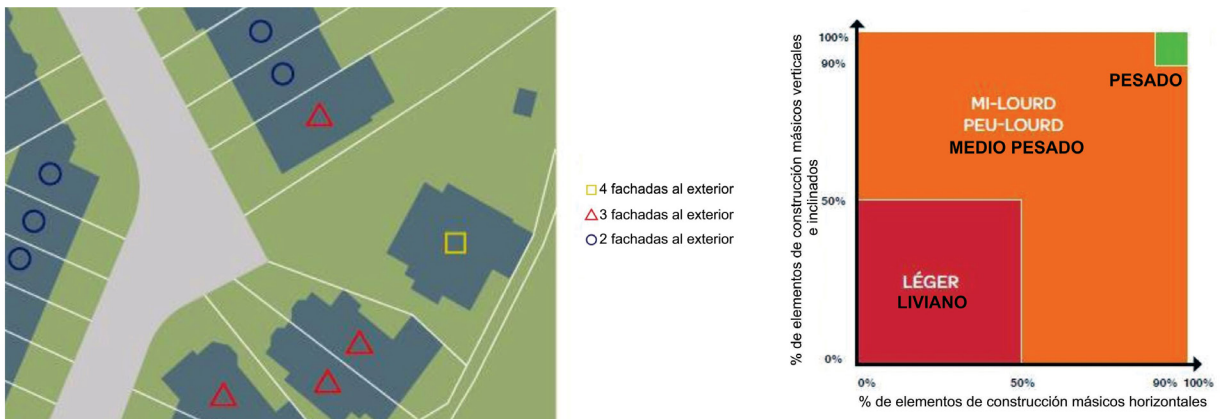 4 fachadas al exterior
3 fachadas al exterior
2 fachadas al exterior
% de elementos de construcción másicos verticales
e inclinados
100%
90%
50%
0%
PESADO
MI-LOURD
PEU-LOURD
MEDIO PESADO
LÉGER
LIVIANO
0% 50% 90% 100%
% de elementos de construcción másicos horizontales